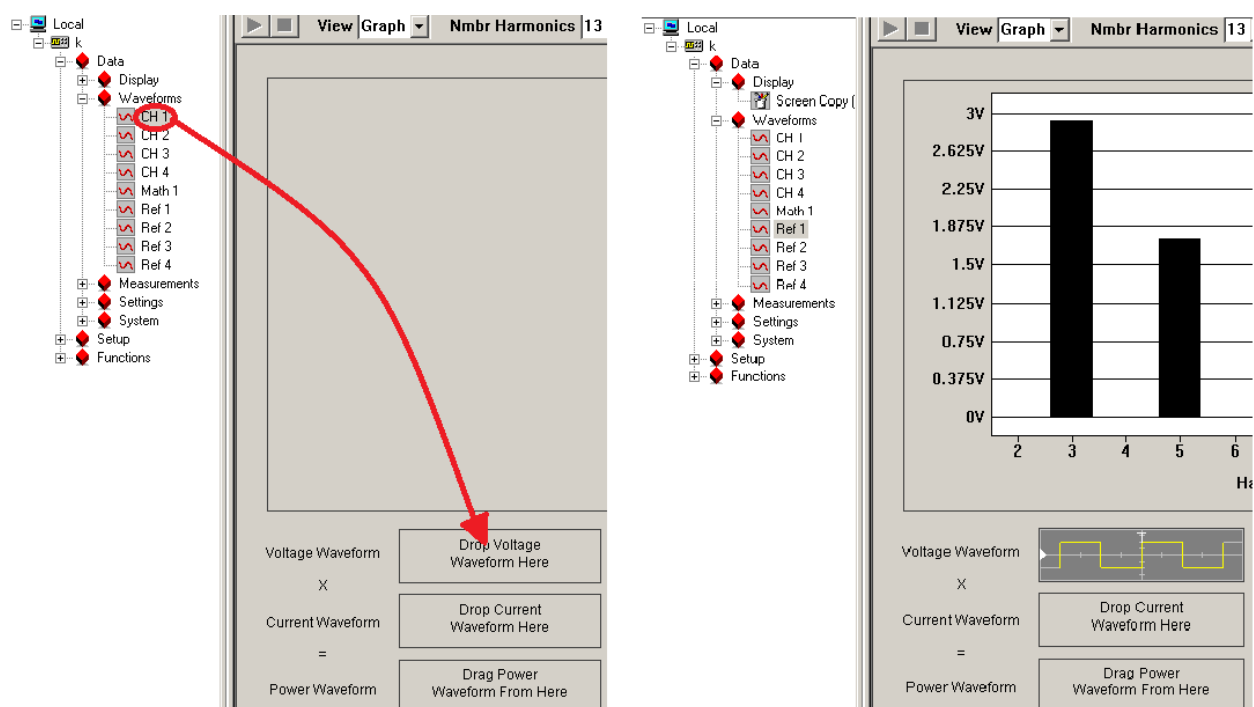 Local
k
Data
Display
Waveforms
CH 1
CH 2
CH 3
CH 4
Math 1
Ref 1
Ref 2
Ref 3
Ref 4
Measurements
Settings
System
Setup
Functions
View Graph Nmbr Harmonics 13
Voltage Waveform
Drop Voltage
Waveform Here
X
Current Waveform
Drop Current
Waveform Here
=
Power Waveform
Drag Power
Waveform From Here
Local
k
Data
Display
Screen Copy (
Waveforms
CH 1
CH 2
CH 3
CH 4
Math 1
Ref 1
Ref 2
Ref 3
Ref 4
Measurements
Settings
System
Setup
Functions
View Graph Nmbr Harmonics 13
3V
2.625V
2.25V
1.875V
1.5V
1.125V
0.75V
0.375V
0V
2 3 4 5 6
Ha
Voltage Waveform
X
Current Waveform
Drop Current
Waveform Here
=
Power Waveform
Drag Power
Waveform From Here